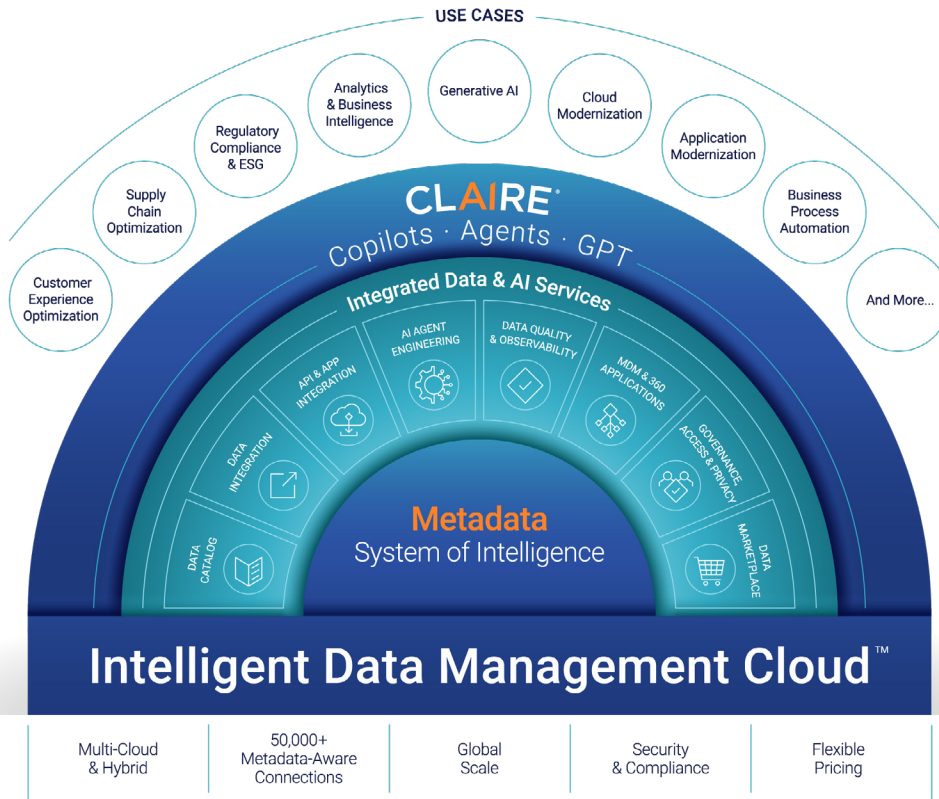 USE CASES
Customer
Experience
Optimization
Supply
Chain
Optimization
Regulatory
Compliance
& ESG
Analytics
& Business
Intelligence
Generative AI
Cloud
Modernization
Application
Modernization
Business
Process
Automation
And More...
CLAIRE®
Copilots · Agents · GPT
Integrated Data & AI Services
DATA
CATALOG
DATA
INTEGRATION
API & APP
INTEGRATION
AI AGENT
ENGINEERING
DATA QUALITY
& OBSERVABILITY
MDM & 360
APPLICATIONS
GOVERNANCE,
ACCESS & PRIVACY
DATA
MARKETPLACE
Metadata
System of Intelligence
Intelligent Data Management Cloud™
Multi-Cloud
& Hybrid
50,000+
Metadata-Aware
Connections
Global
Scale
Security
& Compliance
Flexible
Pricing